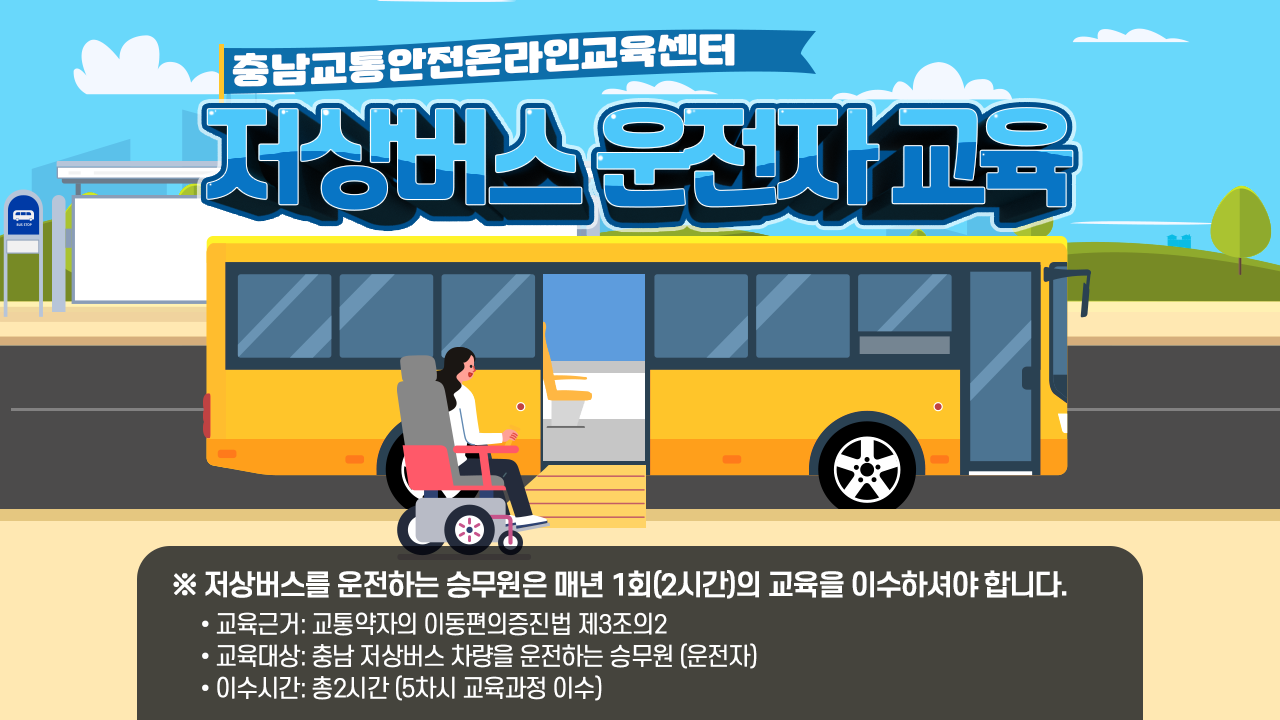 충남교통안전온라인교육센터
저상버스 운전자 교육
BUS STOP
※ 저상버스를 운전하는 승무원은 매년 1회(2시간)의 교육을 이수하셔야 합니다.
• 교육근거: 교통약자의 이동편의증진법 제3조의2
• 교육대상: 충남 저상버스 차량을 운전하는 승무원 (운전자)
• 이수시간: 총2시간 (5차시 교육과정 이수)